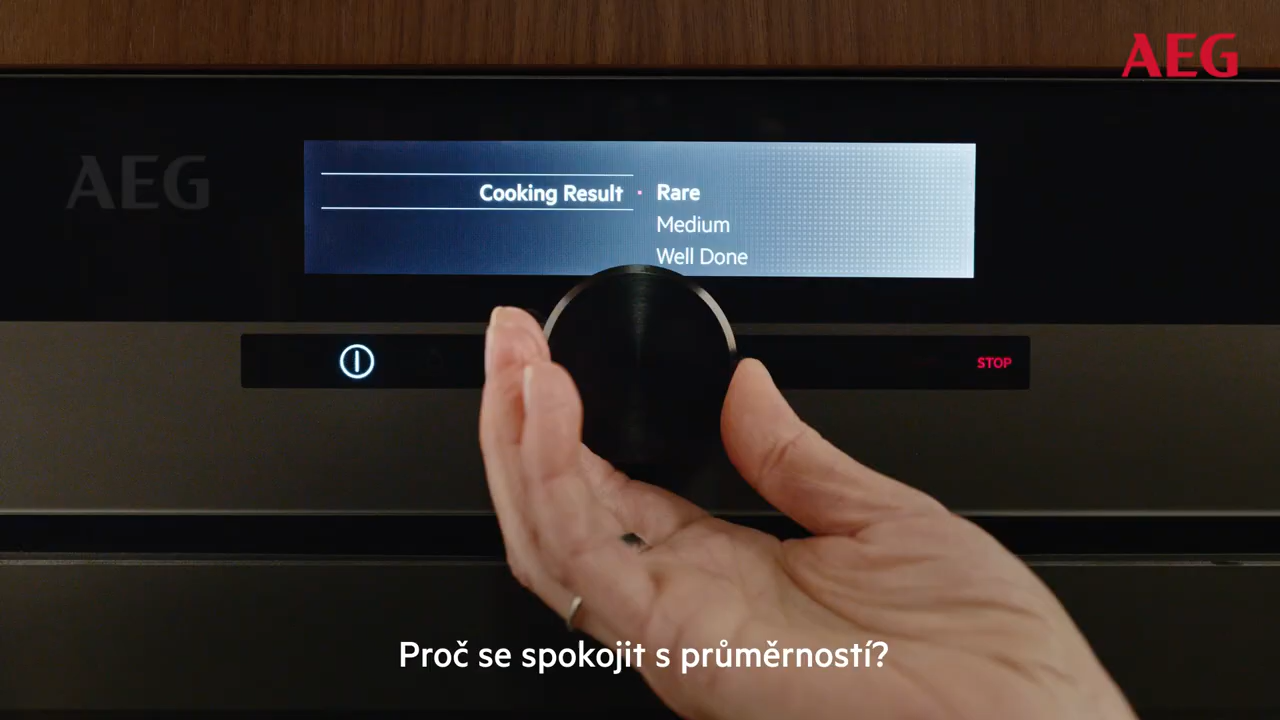 AEG
AEG
Cooking Result · Rare
Medium
Well Done
STOP
Proč se spokojit s průměrností?